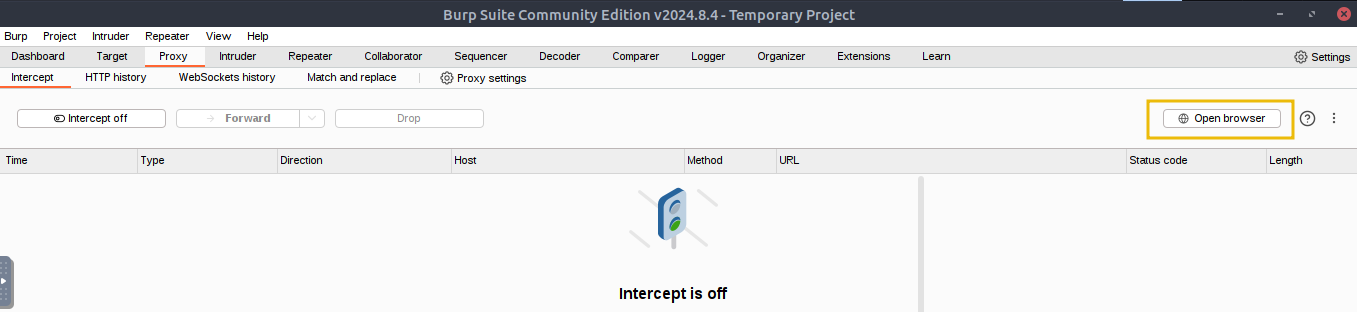 Burp Suite Community Edition v2024.8.4 - Temporary Project
Burp Project Intruder Repeater View Help
Dashboard Target Proxy Intruder Repeater Collaborator Sequencer Decoder Comparer Logger Organizer Extensions Learn Settings
Intercept HTTP history WebSockets history Match and replace Proxy settings
Intercept off Forward Drop Open browser ?
Time Type Direction Host Method URL Status code Length
Intercept is off